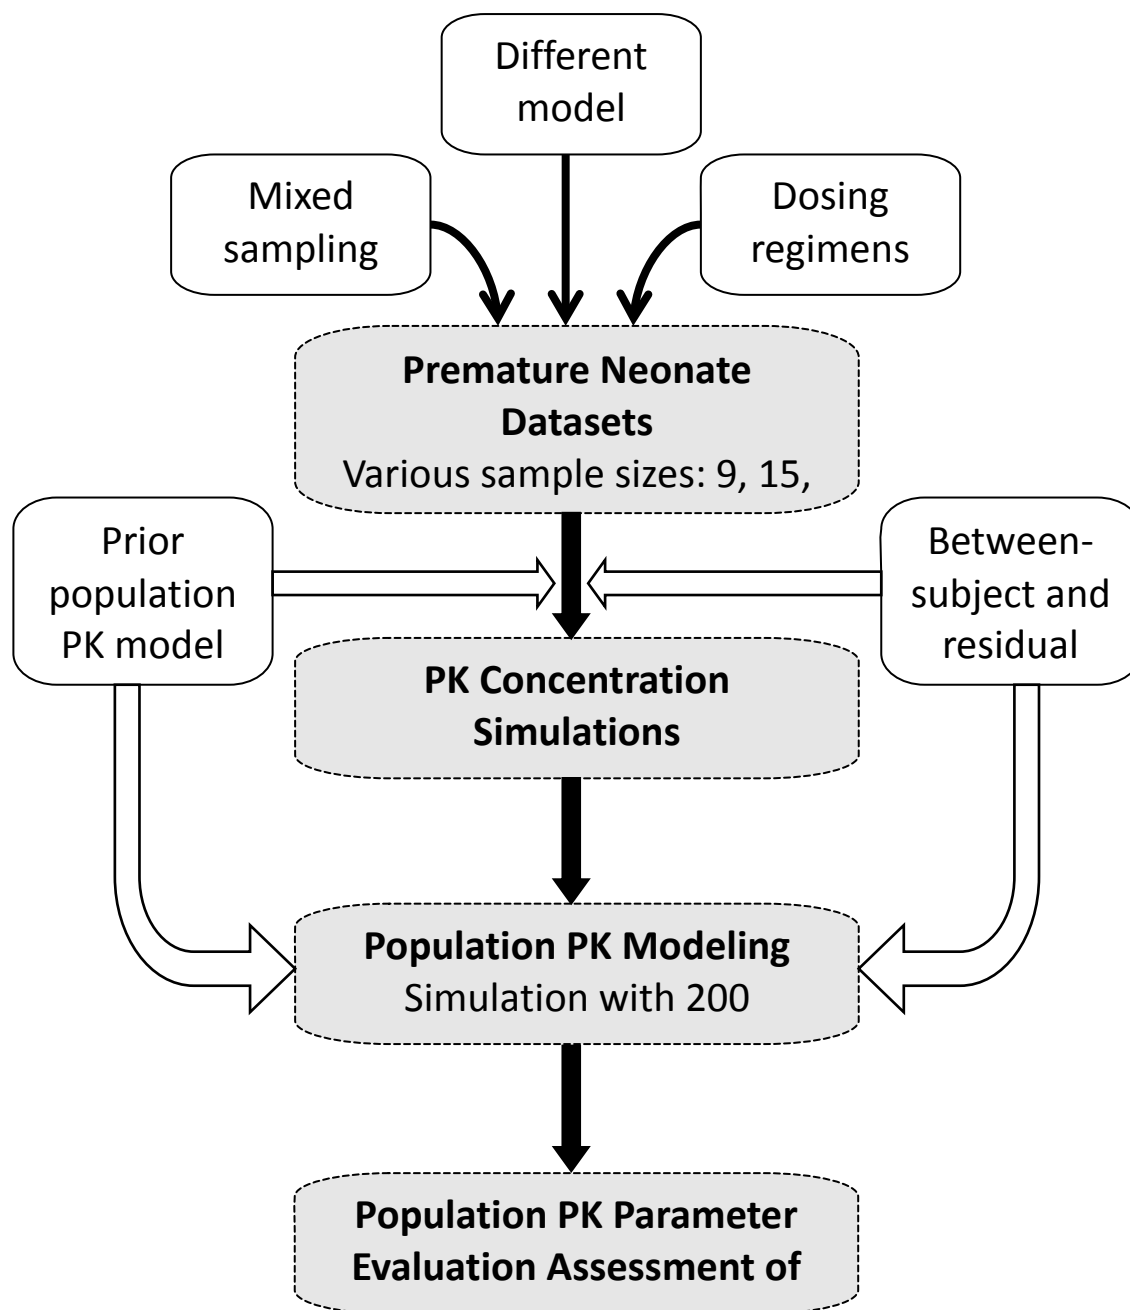 Different
model
Mixed
sampling
Dosing
regimens
Premature Neonate
Datasets
Various sample sizes: 9, 15,
Prior
population
PK model
Between-
subject and
residual
PK Concentration
Simulations
Population PK Modeling
Simulation with 200
Population PK Parameter
Evaluation Assessment of